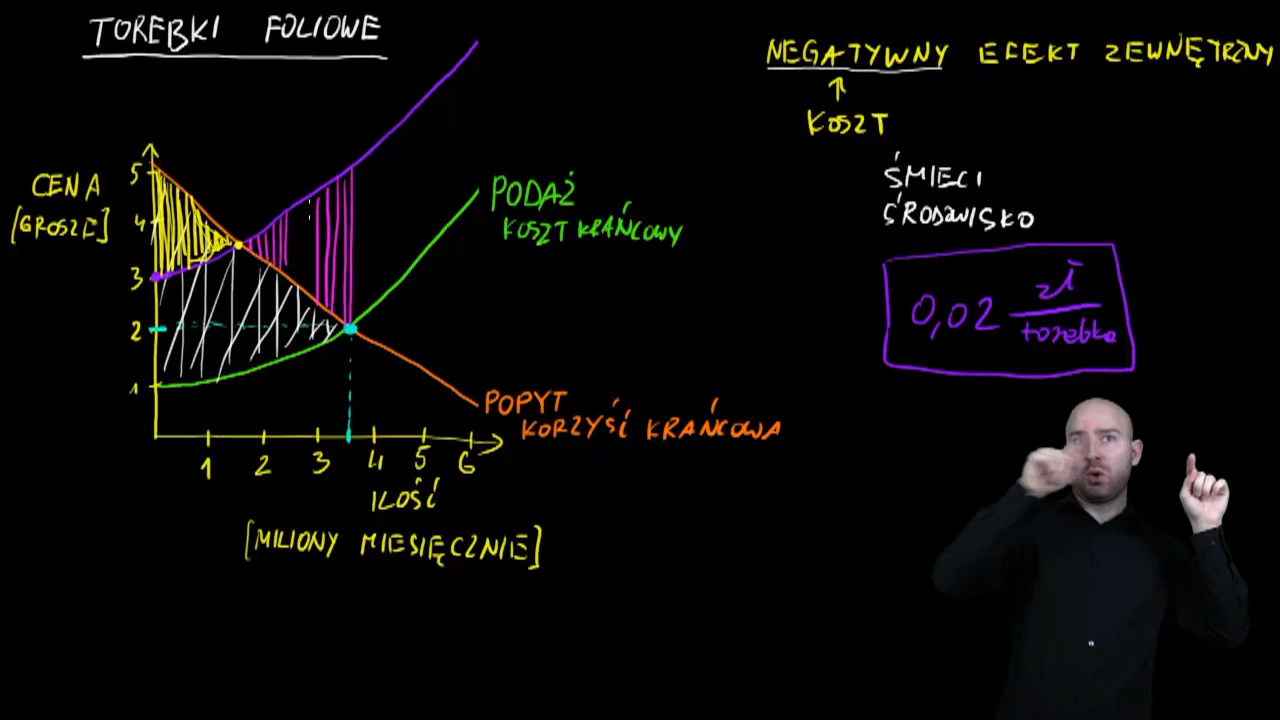 TOREBKI FOLIOWE
NEGATYWNY EFEKT ZEWNĘTRZNY
KOSZT
ŚMIECI
ŚRODOWISKO
0,02 zł
torebka
CENA
[GROSZE]
5
4
3
2
1
PODAŻ
KOSZT KRAŃCOWY
POPYT
KORZYŚĆ KRAŃCOWA
1 2 3 4 5 6
ILOŚĆ
[MILIONY MIESIĘCZNIE]